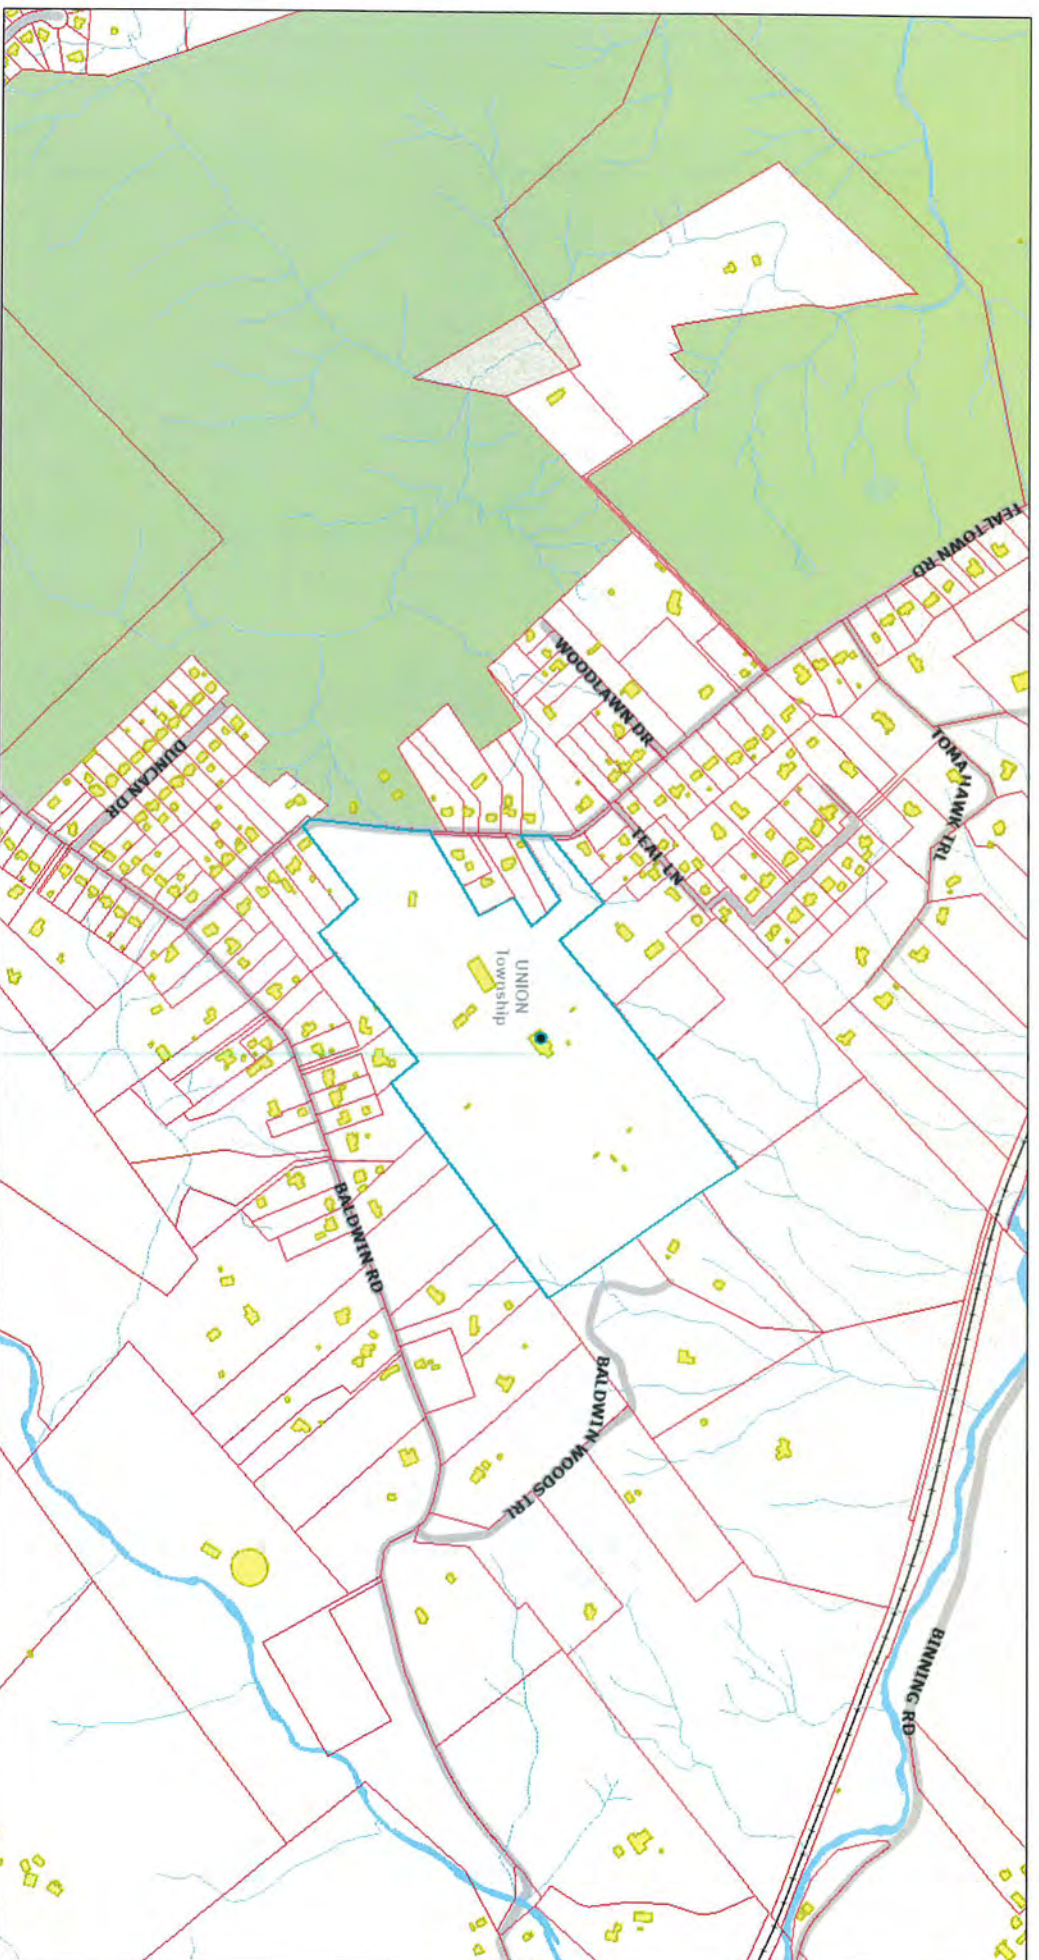 TEALTOWN RD
WOODLAWN DR
TOMAHAWK TRL
DUNCAN DR
TEAL LN
UNION
Township
BALDWIN RD
BALDWIN WOODS TRL
BINNING RD